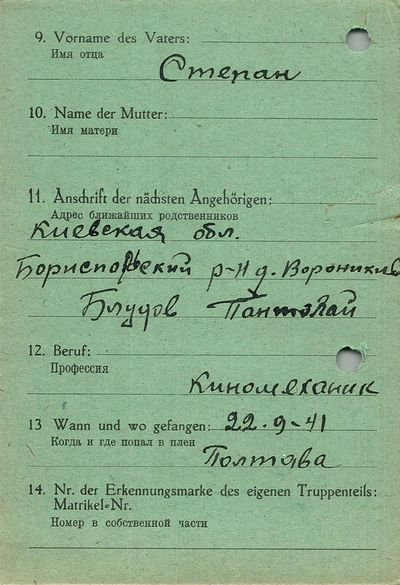 9. Vorname des Vaters:
Имя отца
Степан
10. Name der Mutter:
Имя матери
11. Anschrift der nächsten Angehörigen:
Адрес ближайших родственников
Киевская обл.
Бориспольский р-н д. Вороникив
Блудов Пантолай
12. Beruf:
Профессия
Киномеханик
13 Wann und wo gefangen: 22.9-41
Когда и где попал в плен
Полтава
14. Nr. der Erkennungsmarke des eigenen Truppenteils:
Matrikel-Nr.
Номер в собственной части